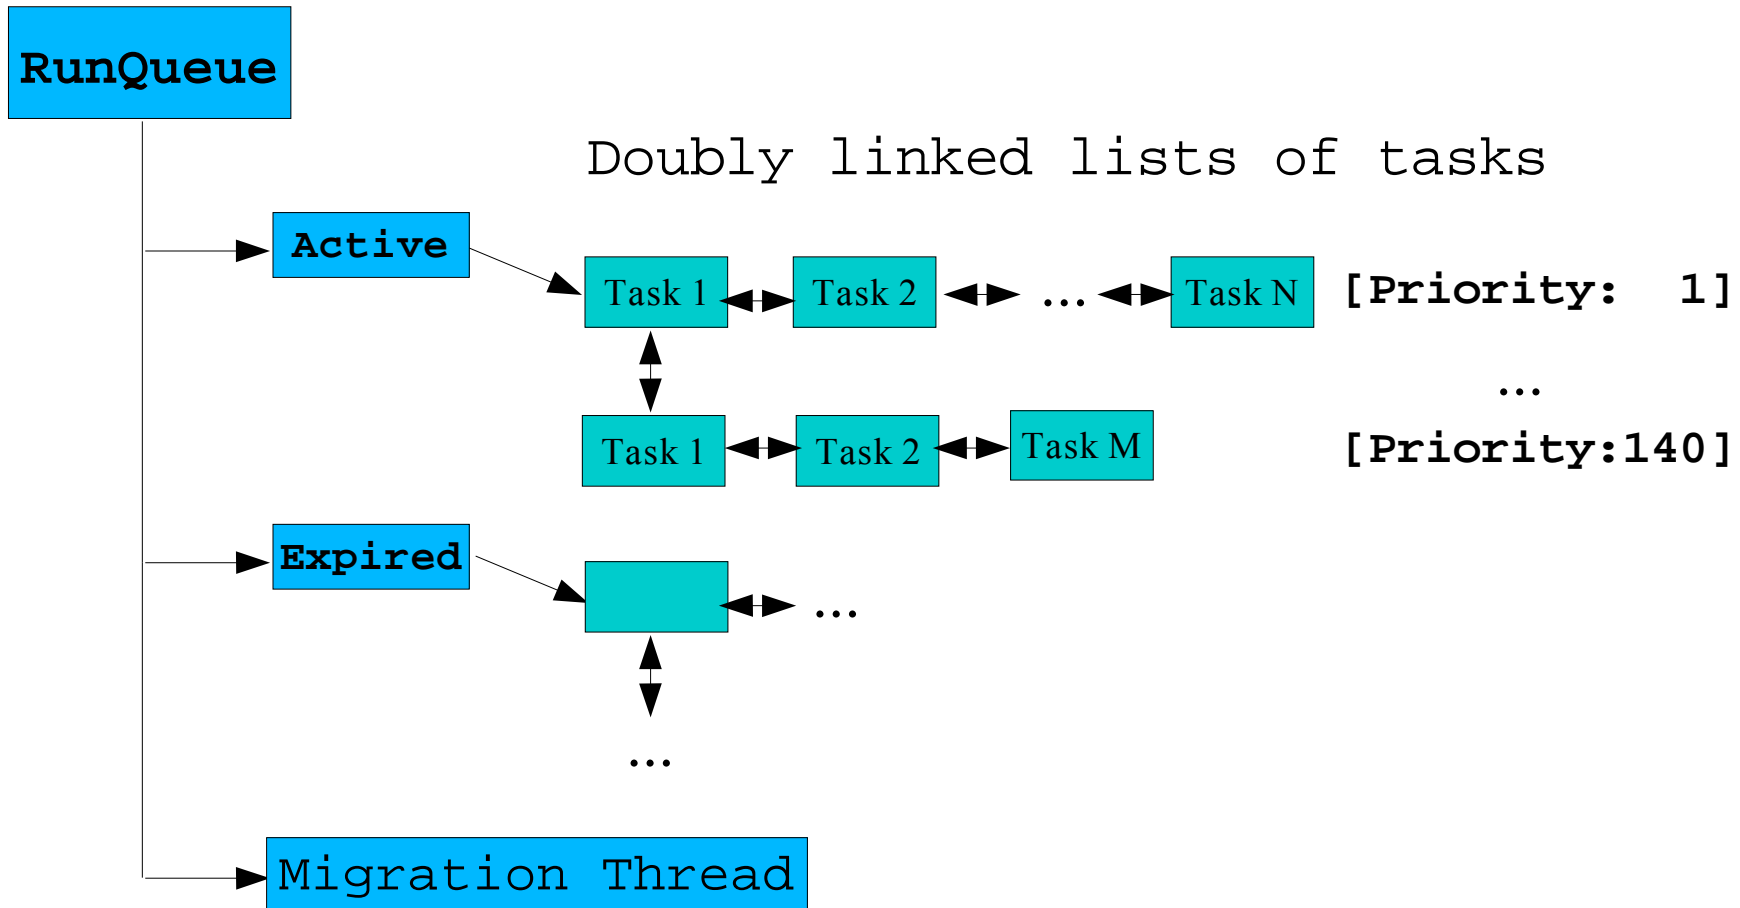 RunQueue
Doubly linked lists of tasks
Active
Task 1 Task 2 ... Task N [Priority:  1]
...
Task 1 Task 2 Task M [Priority:140]
Expired
...
...
Migration Thread